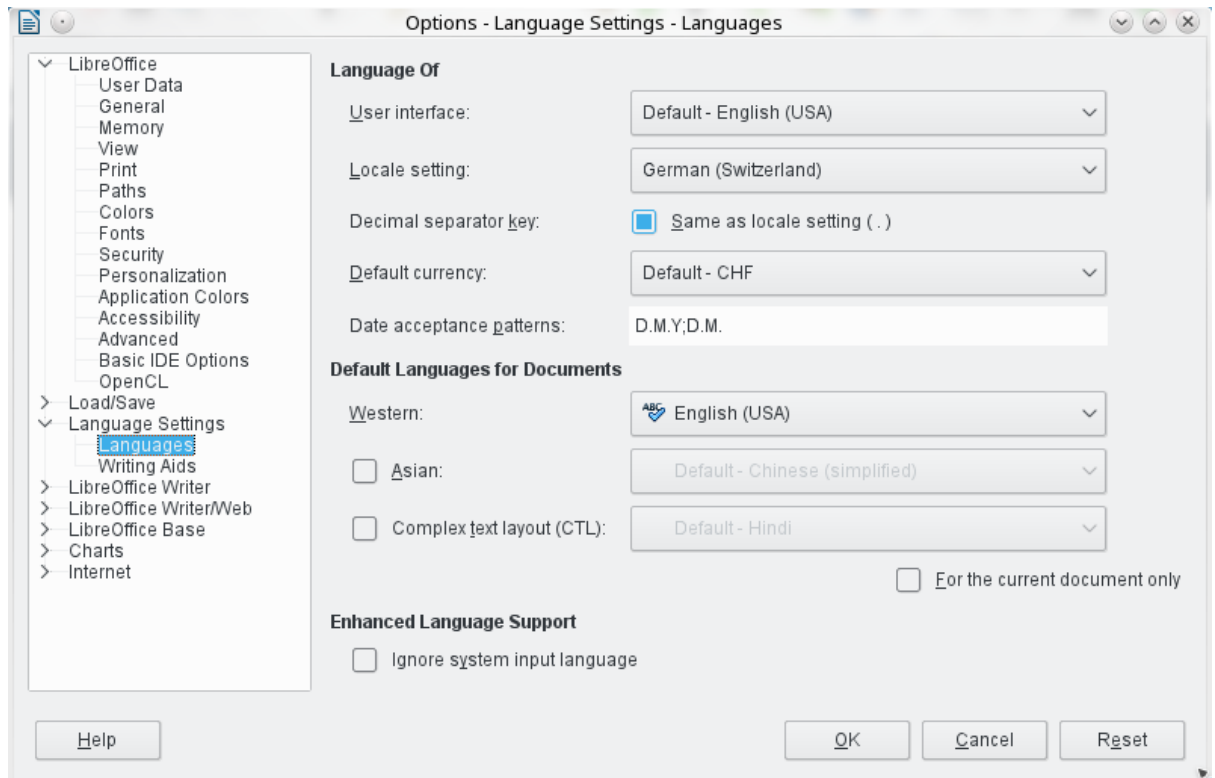 Options - Language Settings - Languages
LibreOffice
User Data
General
Memory
View
Print
Paths
Colors
Fonts
Security
Personalization
Application Colors
Accessibility
Advanced
Basic IDE Options
OpenCL
Load/Save
Language Settings
Languages
Writing Aids
LibreOffice Writer
LibreOffice Writer/Web
LibreOffice Base
Charts
Internet
Language Of
User interface: Default - English (USA)
Locale setting: German (Switzerland)
Decimal separator key: Same as locale setting ( . )
Default currency: Default - CHF
Date acceptance patterns: D.M.Y;D.M.
Default Languages for Documents
Western: ABC English (USA)
Asian: Default - Chinese (simplified)
Complex text layout (CTL): Default - Hindi
For the current document only
Enhanced Language Support
Ignore system input language
Help OK Cancel Reset